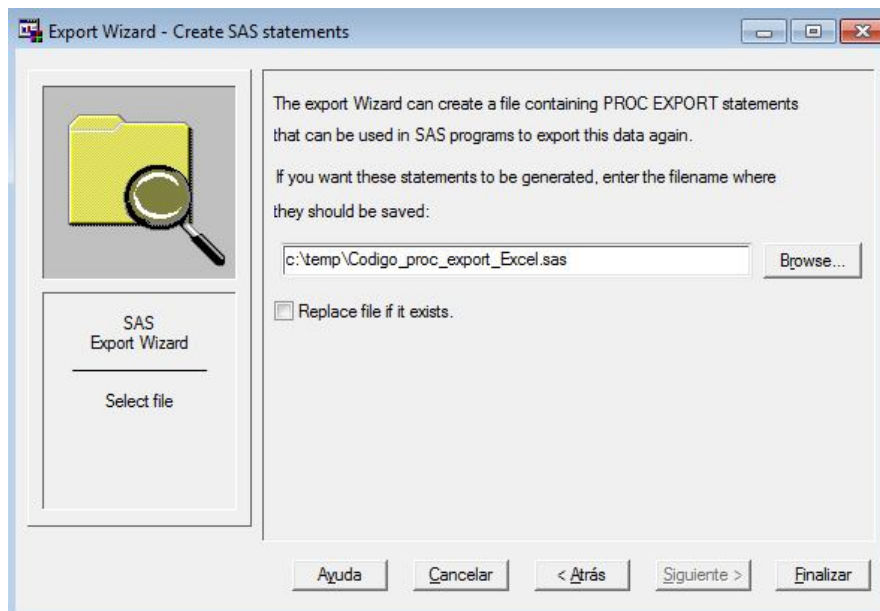 Export Wizard - Create SAS statements
The export Wizard can create a file containing PROC EXPORT statements
that can be used in SAS programs to export this data again.
If you want these statements to be generated, enter the filename where
they should be saved:
c:\temp\Codigo_proc_export_Excel.sas
Browse...
Replace file if it exists.
SAS
Export Wizard
Select file
Ayuda
Cancelar
< Atrás
Siguiente >
Finalizar